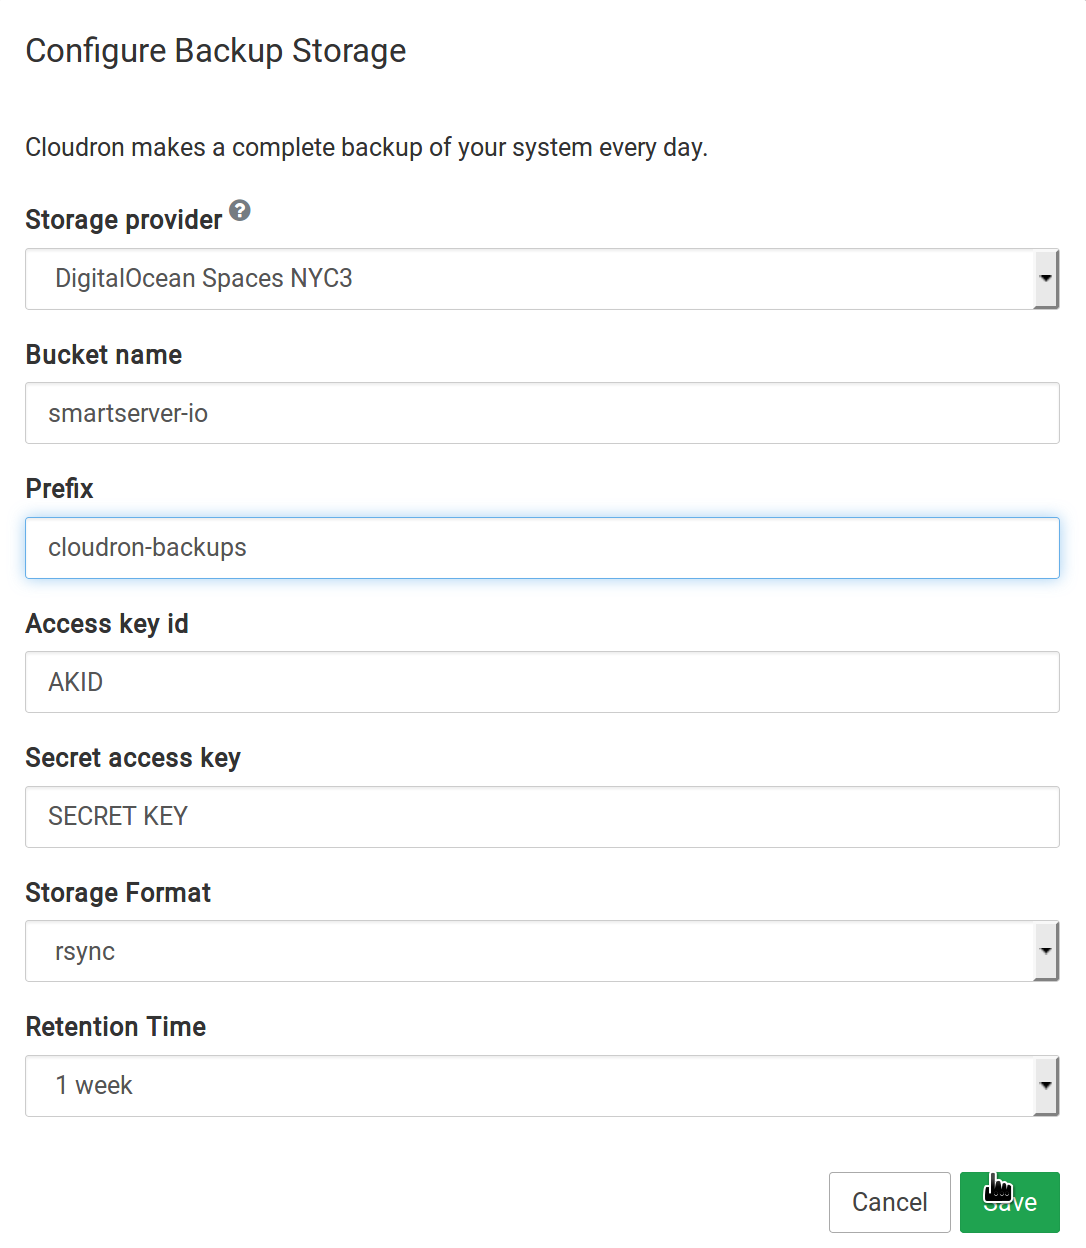 Configure Backup Storage
Cloudron makes a complete backup of your system every day.
Storage provider ?
DigitalOcean Spaces NYC3
Bucket name
smartserver-io
Prefix
cloudron-backups
Access key id
AKID
Secret access key
SECRET KEY
Storage Format
rsync
Retention Time
1 week
Cancel Save